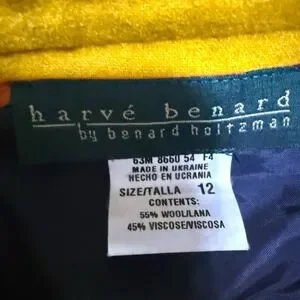 harvé benard
by benard holtzman
63M 8660 54 F4
MADE IN UKRAINE
HECHO EN UCRANIA
SIZE/TALLA 12
CONTENTS:
55% WOOL/LANA
45% VISCOSE/VISCOSA